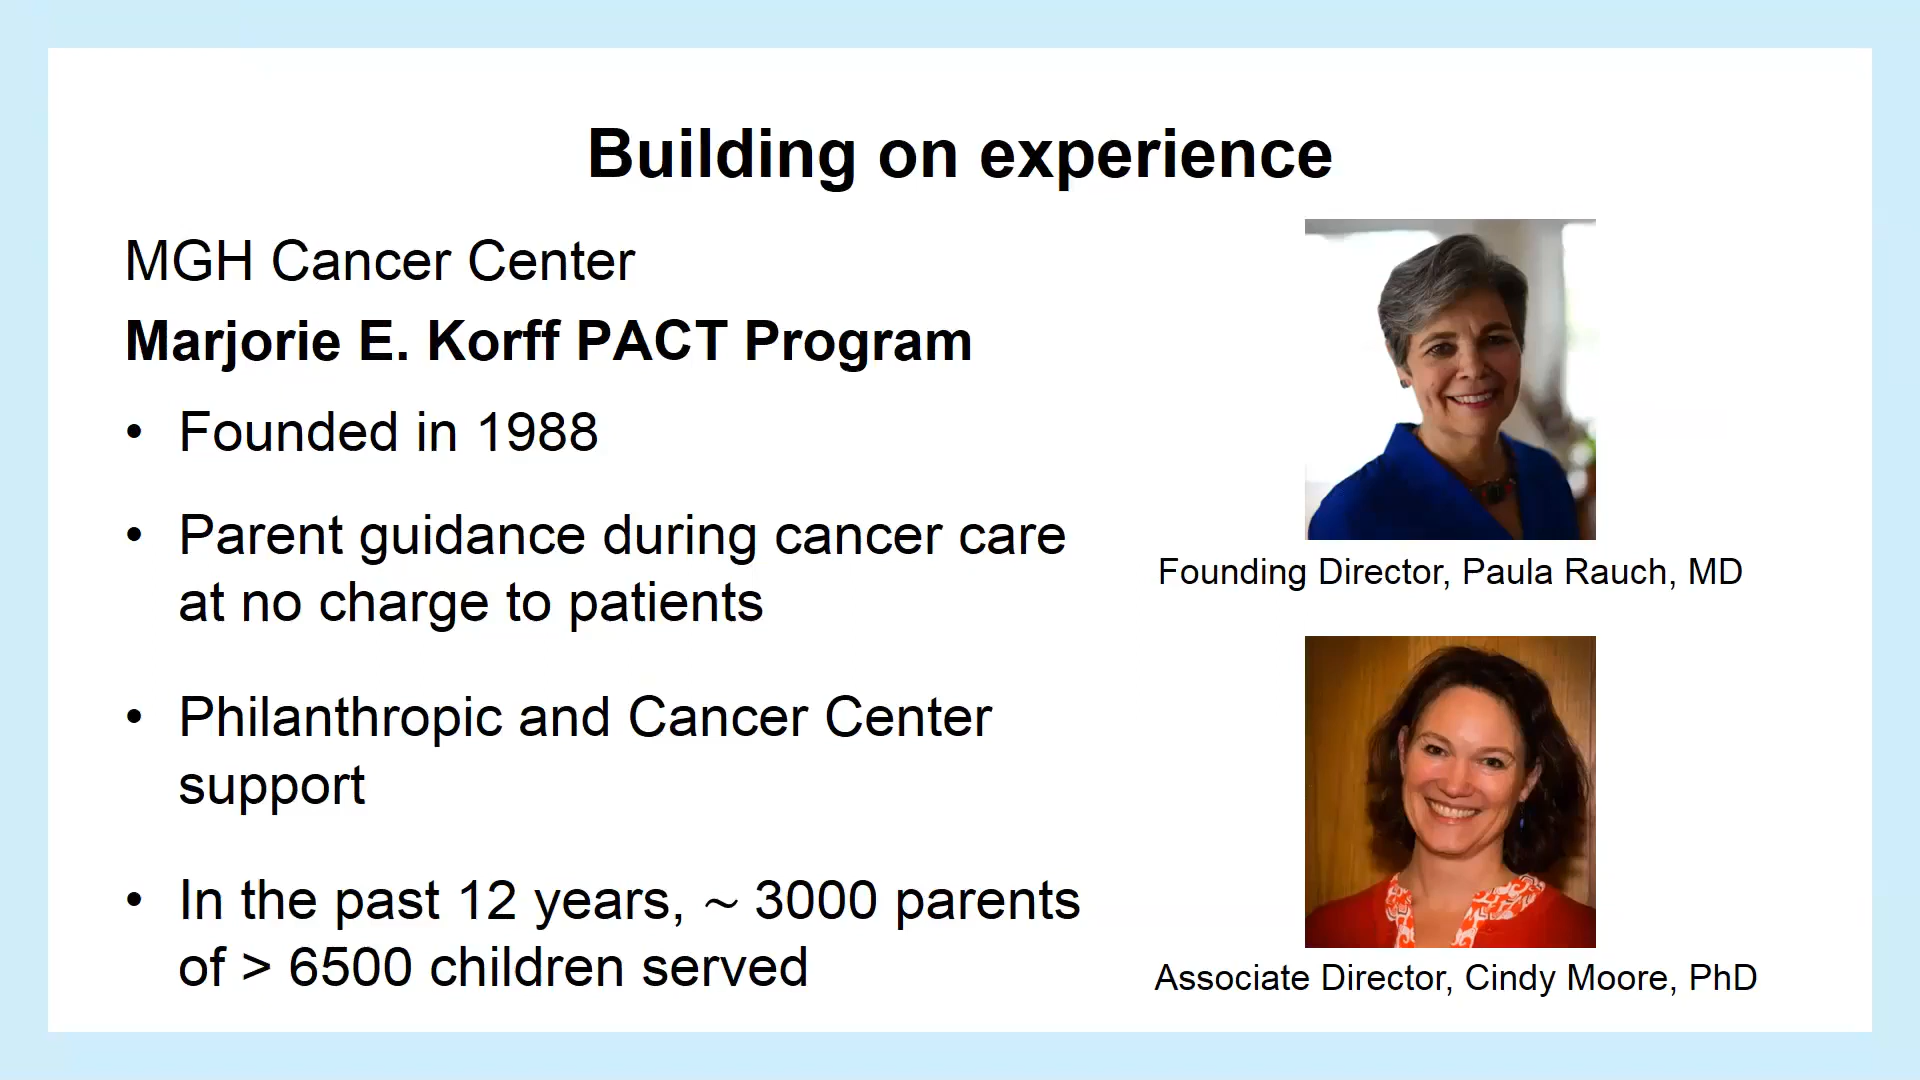 Building on experience
MGH Cancer Center
Marjorie E. Korff PACT Program
• Founded in 1988
• Parent guidance during cancer care
at no charge to patients
• Philanthropic and Cancer Center
support
• In the past 12 years, ~ 3000 parents
of > 6500 children served
Founding Director, Paula Rauch, MD
Associate Director, Cindy Moore, PhD